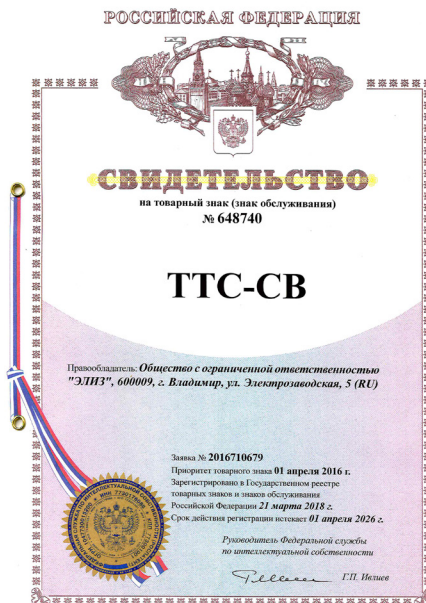 РОССИЙСКАЯ ФЕДЕРАЦИЯ
СВИДЕТЕЛЬСТВО
на товарный знак (знак обслуживания)
№ 648740
ТТС-СВ
Правообладатель: Общество с ограниченной ответственностью
"ЭЛИЗ", 600009, г. Владимир, ул. Электрозаводская, 5 (RU)
Заявка № 2016710679
Приоритет товарного знака 01 апреля 2016 г.
Зарегистрировано в Государственном реестре
товарных знаков и знаков обслуживания
Российской Федерации 21 марта 2018 г.
Срок действия регистрации истекает 01 апреля 2026 г.
Руководитель Федеральной службы
по интеллектуальной собственности
Г.П. Ивлиев